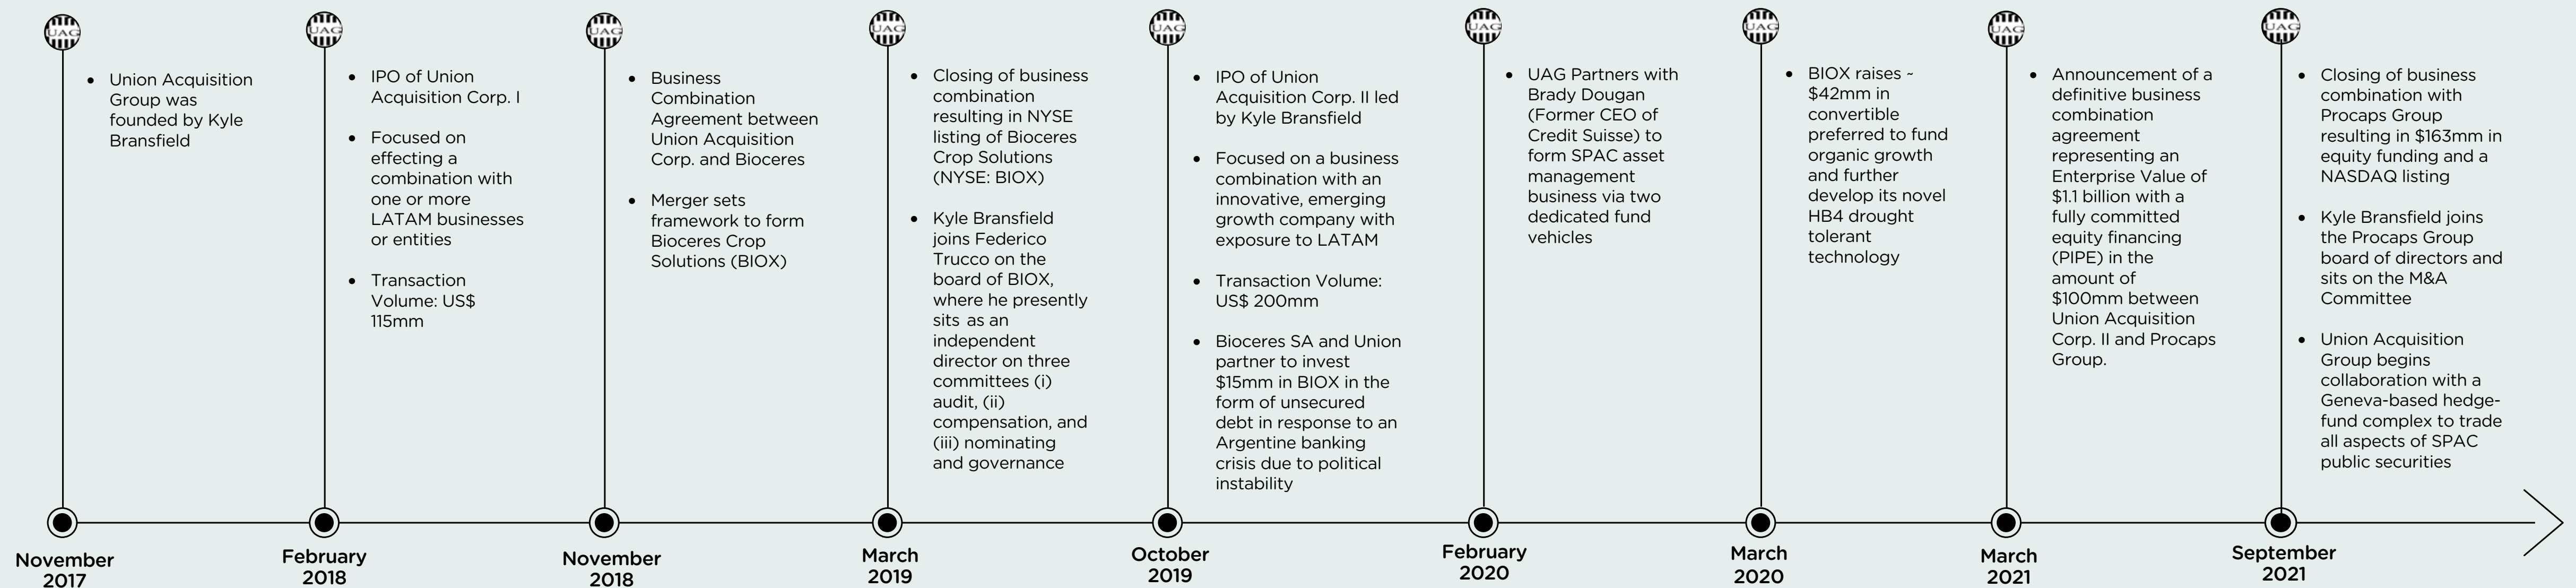 UAG
UAG
UAG
UAG
UAG
UAG
UAG
UAG
UAG
• Union Acquisition
Group was
founded by Kyle
Bransfield
November
2017
• IPO of Union
Acquisition Corp. I
• Focused on
effecting a
combination with
one or more
LATAM businesses
or entities
• Transaction
Volume: US$
115mm
February
2018
• Business
Combination
Agreement between
Union Acquisition
Corp. and Bioceres
• Merger sets
framework to form
Bioceres Crop
Solutions (BIOX)
November
2018
• Closing of business
combination
resulting in NYSE
listing of Bioceres
Crop Solutions
(NYSE: BIOX)
• Kyle Bransfield
joins Federico
Trucco on the
board of BIOX,
where he presently
sits as an
independent
director on three
committees (i)
audit, (ii)
compensation, and
(iii) nominating
and governance
March
2019
• IPO of Union
Acquisition Corp. II led
by Kyle Bransfield
• Focused on a business
combination with an
innovative, emerging
growth company with
exposure to LATAM
• Transaction Volume:
US$ 200mm
• Bioceres SA and Union
partner to invest
$15mm in BIOX in the
form of unsecured
debt in response to an
Argentine banking
crisis due to political
instability
October
2019
• UAG Partners with
Brady Dougan
(Former CEO of
Credit Suisse) to
form SPAC asset
management
business via two
dedicated fund
vehicles
February
2020
• BIOX raises ~
$42mm in
convertible
preferred to fund
organic growth
and further
develop its novel
HB4 drought
tolerant
technology
March
2020
• Announcement of a
definitive business
combination
agreement
representing an
Enterprise Value of
$1.1 billion with a
fully committed
equity financing
(PIPE) in the
amount of
$100mm between
Union Acquisition
Corp. II and Procaps
Group.
March
2021
• Closing of business
combination with
Procaps Group
resulting in $163mm in
equity funding and a
NASDAQ listing
• Kyle Bransfield joins
the Procaps Group
board of directors and
sits on the M&A
Committee
• Union Acquisition
Group begins
collaboration with a
Geneva-based hedge-
fund complex to trade
all aspects of SPAC
public securities
September
2021